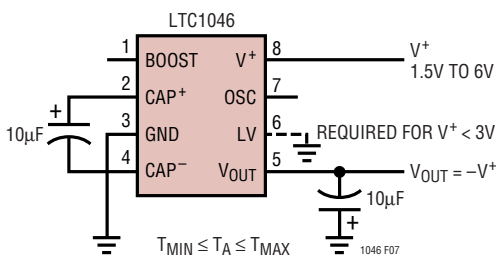 LTC1046
1 BOOST V+ 8 V+
1.5V TO 6V
2 CAP+ OSC 7
+
10µF
3 GND LV 6 REQUIRED FOR V+ < 3V
4 CAP− VOUT 5 VOUT = −V+
10µF
+
TMIN ≤ TA ≤ TMAX
1046 F07